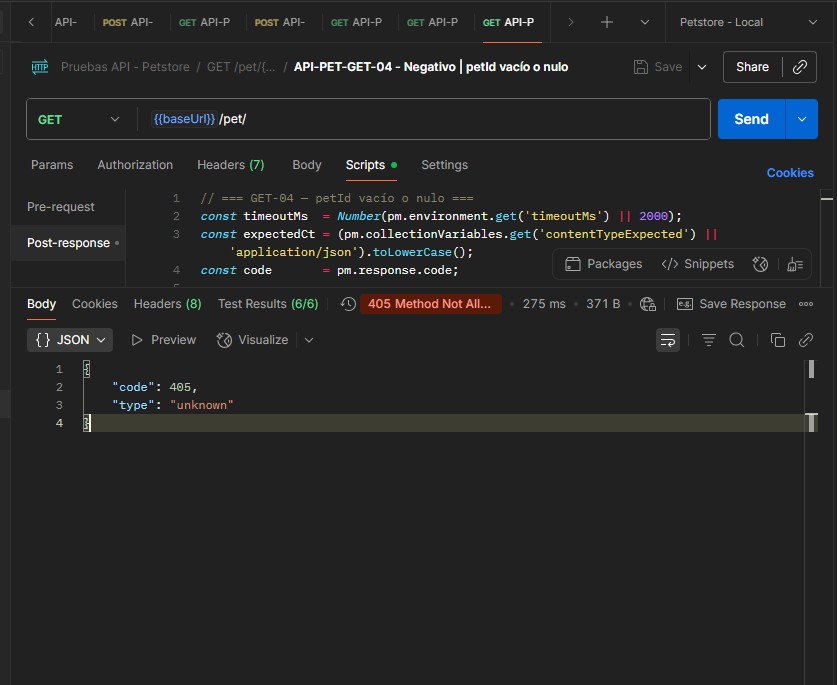 API- POST API- GET API-P POST API- GET API-P GET API-P GET API-P Petstore - Local
HTTP Pruebas API - Petstore / GET /pet/{... / API-PET-GET-04 - Negativo | petId vacío o nulo Save Share
GET {{baseUrl}} /pet/ Send
Params Authorization Headers (7) Body Scripts Settings Cookies
Pre-request
Post-response
1 // === GET-04 — petId vacío o nulo ===
2 const timeoutMs = Number(pm.environment.get('timeoutMs') || 2000);
3 const expectedCt = (pm.collectionVariables.get('contentTypeExpected') ||
'application/json').toLowerCase();
4 const code = pm.response.code;
Packages </> Snippets
Body Cookies Headers (8) Test Results (6/6) 405 Method Not All... 275 ms 371 B e.g. Save Response
{} JSON Preview Visualize
1 {
2 "code": 405,
3 "type": "unknown"
4 }